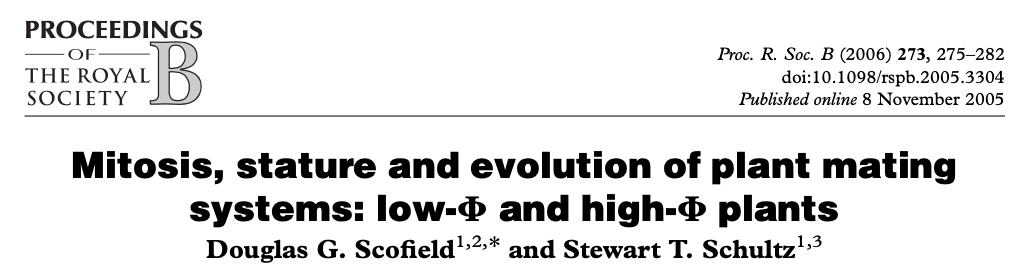 PROCEEDINGS
OF
THE ROYAL
SOCIETY
B
Proc. R. Soc. B (2006) 273, 275–282
doi:10.1098/rspb.2005.3304
Published online 8 November 2005
Mitosis, stature and evolution of plant mating
systems: low-Φ and high-Φ plants
Douglas G. Scofield1,2,* and Stewart T. Schultz1,3